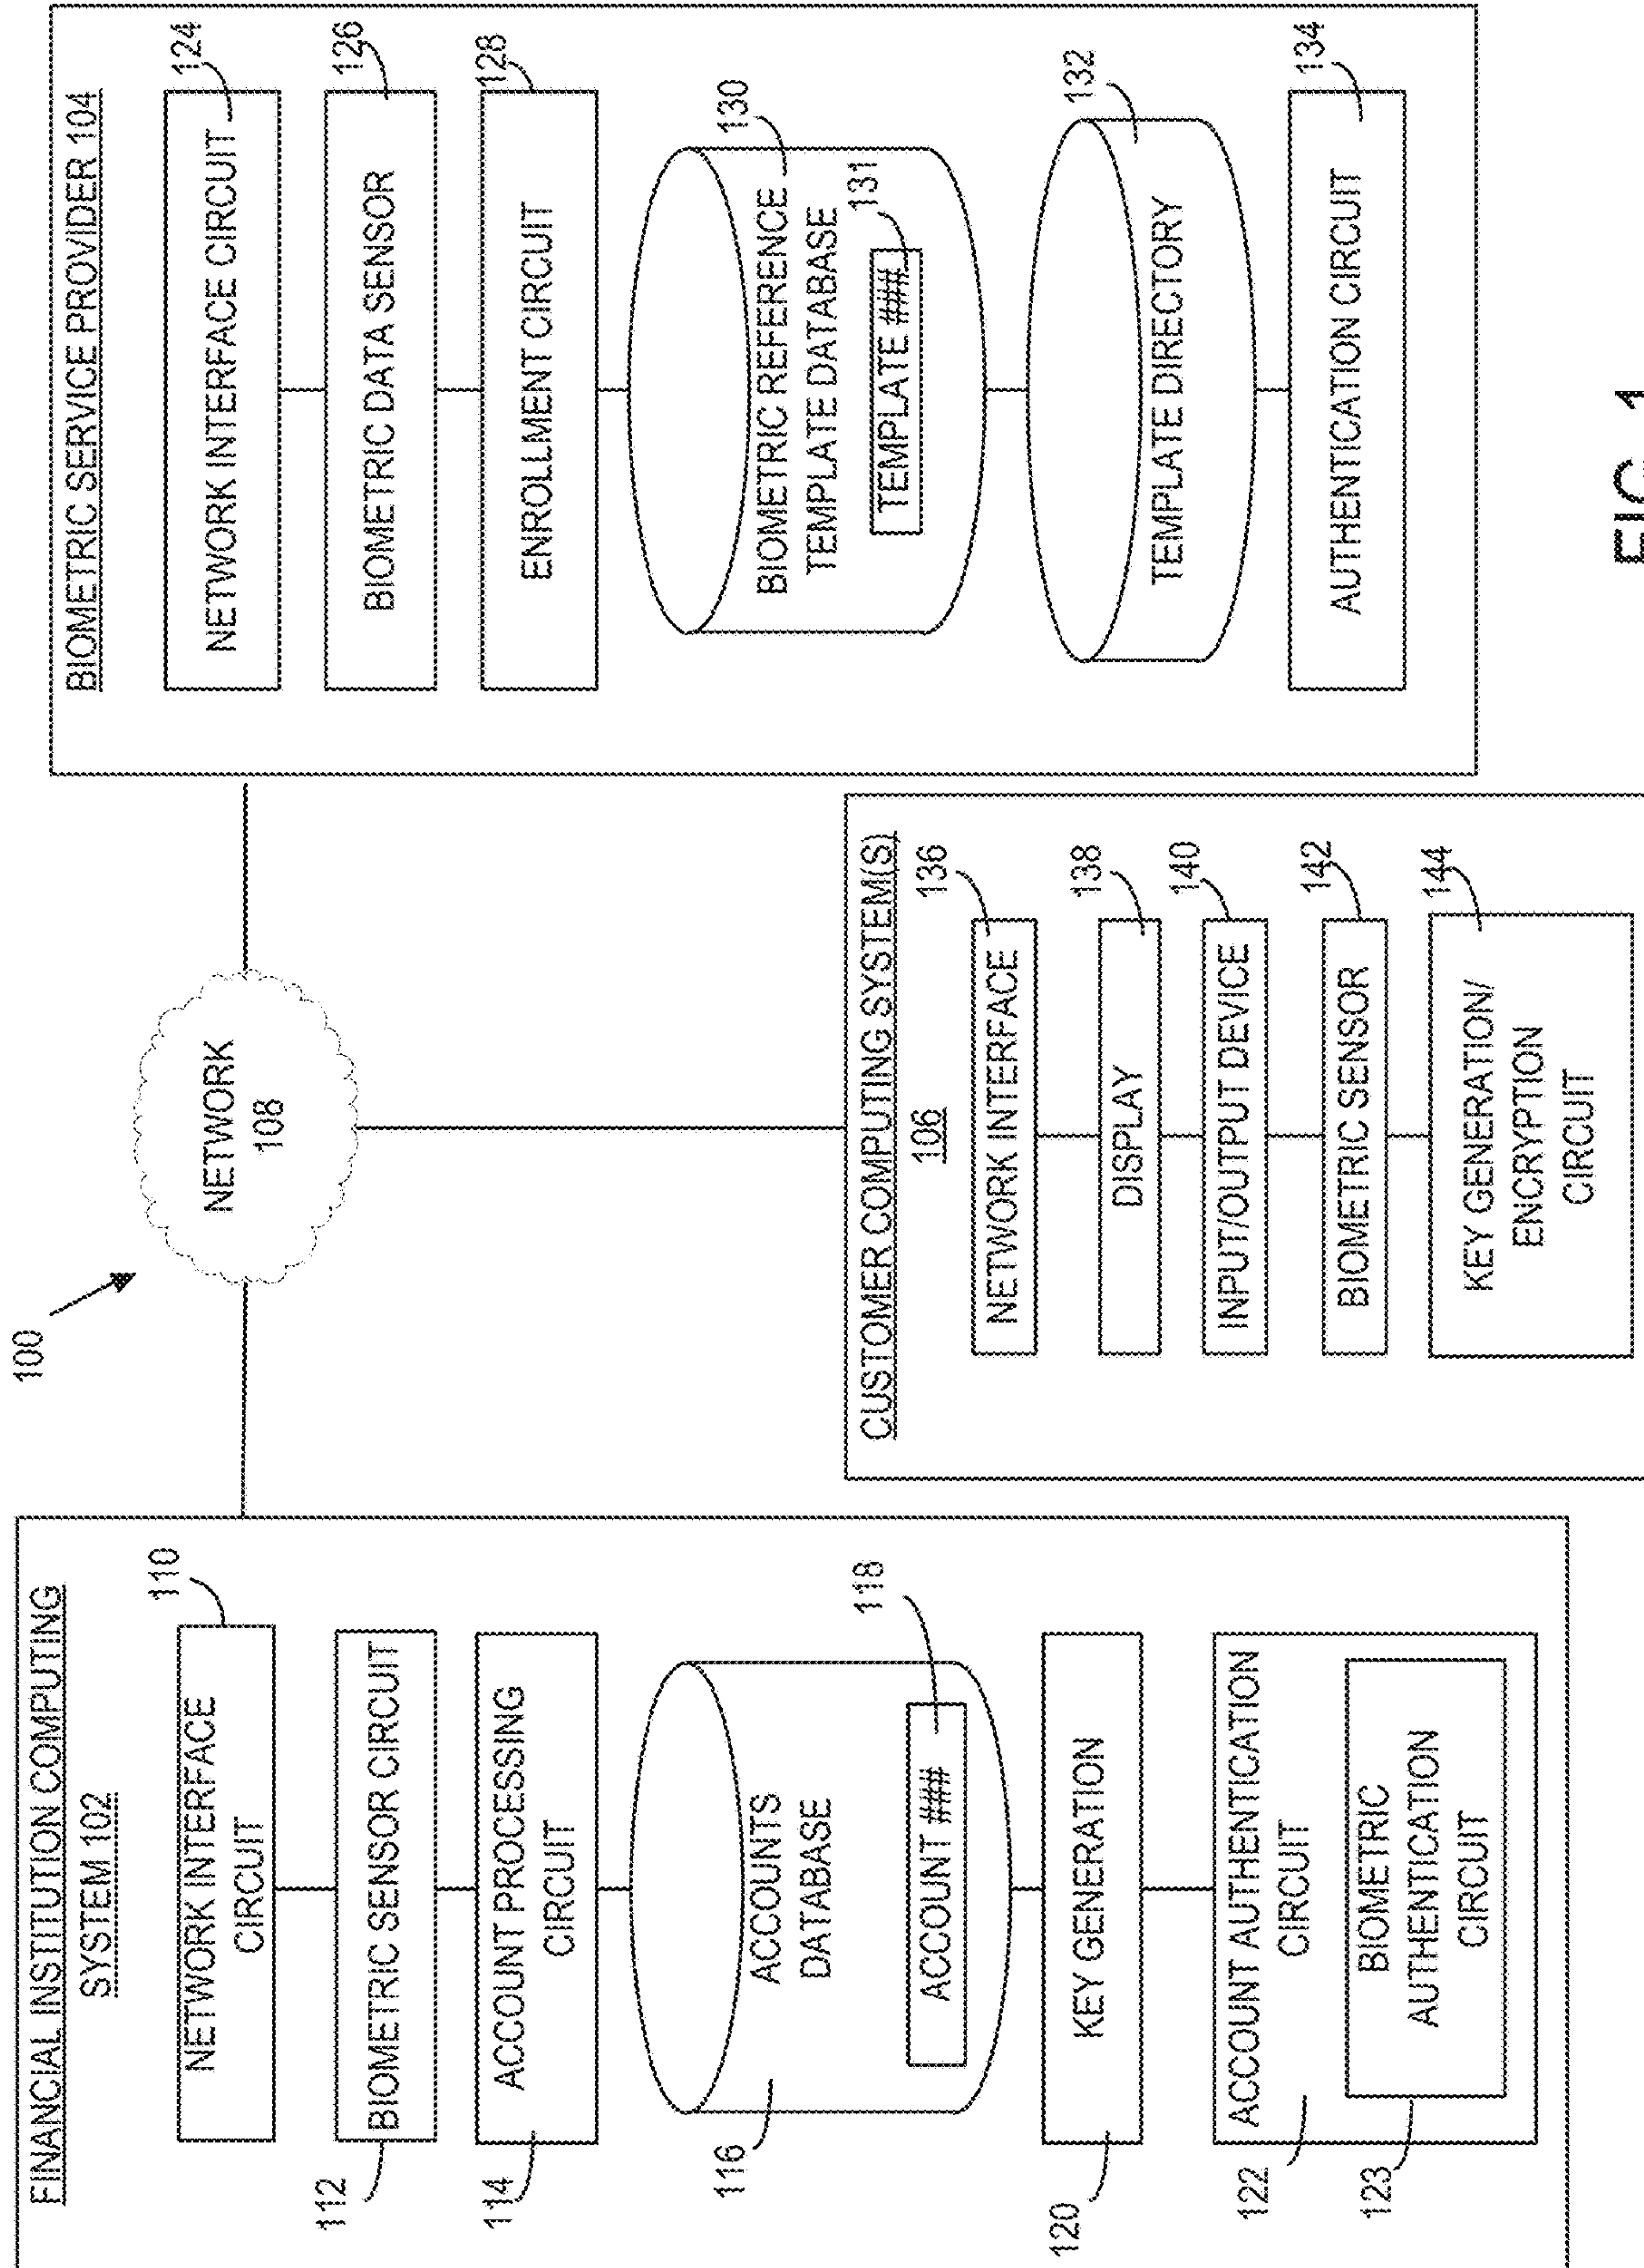 100
NETWORK
108
FINANCIAL INSTITUTION COMPUTING
SYSTEM 102
NETWORK INTERFACE
CIRCUIT
110
BIOMETRIC SENSOR CIRCUIT
112
ACCOUNT PROCESSING
CIRCUIT
114
ACCOUNTS
DATABASE
116
ACCOUNT ###
118
KEY GENERATION
120
ACCOUNT AUTHENTICATION
CIRCUIT
122
BIOMETRIC
AUTHENTICATION
CIRCUIT
123
CUSTOMER COMPUTING SYSTEM(S)
106
NETWORK INTERFACE
136
DISPLAY
138
INPUT/OUTPUT DEVICE
140
BIOMETRIC SENSOR
142
KEY GENERATION/
ENCRYPTION
CIRCUIT
144
BIOMETRIC SERVICE PROVIDER 104
NETWORK INTERFACE CIRCUIT
124
BIOMETRIC DATA SENSOR
126
ENROLLMENT CIRCUIT
128
BIOMETRIC REFERENCE
TEMPLATE DATABASE
130
TEMPLATE ###
131
TEMPLATE DIRECTORY
132
AUTHENTICATION CIRCUIT
134
FIG. 1